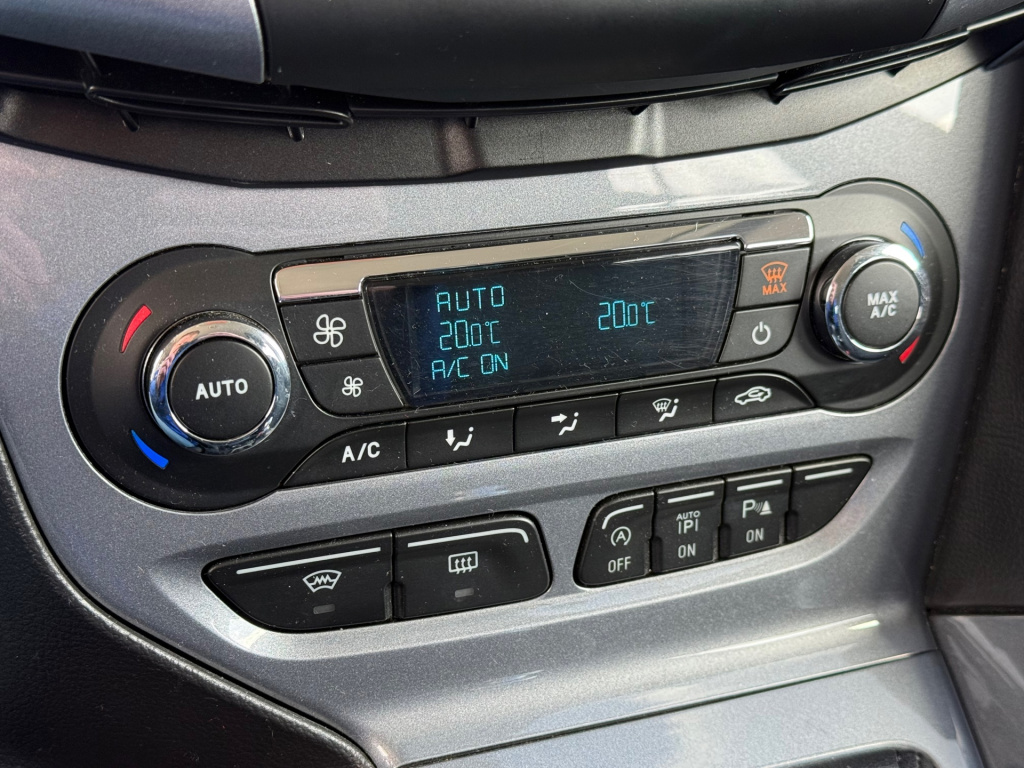 AUTO
20.0°C
A/C ON
20.0°C
MAX
AUTO
MAX
A/C
A/C
A
OFF
AUTO
P
ON
P
ON